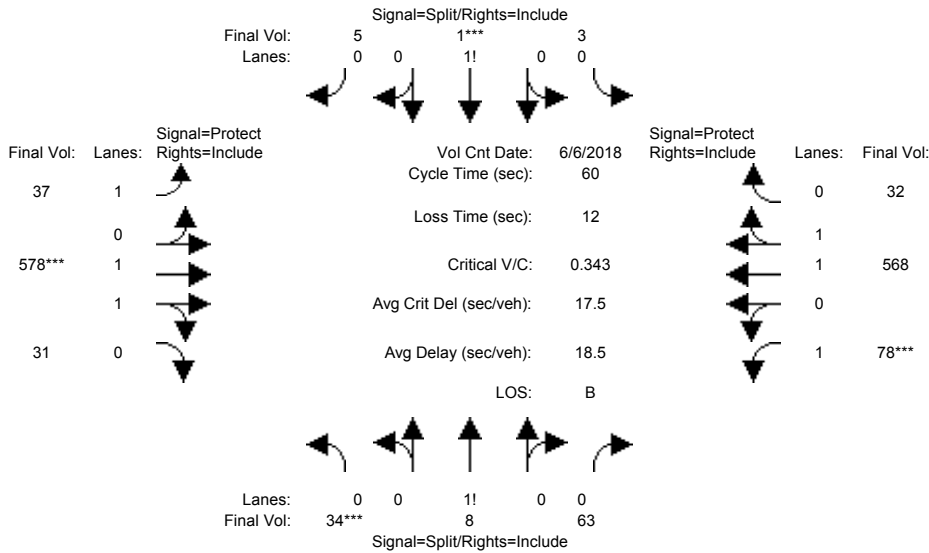 Signal=Split/Rights=Include
Final Vol: 5 1*** 3
Lanes: 0 0 1! 0 0
Signal=Protect Signal=Protect
Final Vol: Lanes: Rights=Include Vol Cnt Date: 6/6/2018 Rights=Include Lanes: Final Vol:
Cycle Time (sec): 60
37 1 0 32
Loss Time (sec): 12
0 1
578*** 1 Critical V/C: 0.343 1 568
1 Avg Crit Del (sec/veh): 17.5 0
31 0 Avg Delay (sec/veh): 18.5 1 78***
LOS: B
Lanes: 0 0 1! 0 0
Final Vol: 34*** 8 63
Signal=Split/Rights=Include